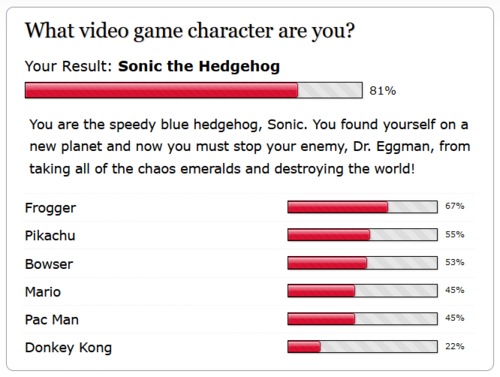 What video game character are you?
Your Result: Sonic the Hedgehog
81%
You are the speedy blue hedgehog, Sonic. You found yourself on a
new planet and now you must stop your enemy, Dr. Eggman, from
taking all of the chaos emeralds and destroying the world!
Frogger 67%
Pikachu 55%
Bowser 53%
Mario 45%
Pac Man 45%
Donkey Kong 22%